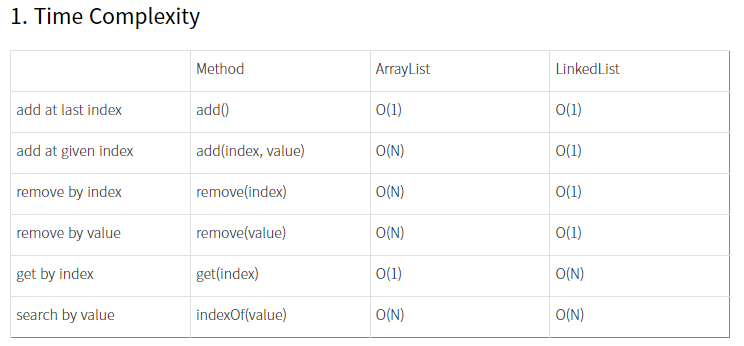 1. Time Complexity
Method ArrayList LinkedList
add at last index add() O(1) O(1)
add at given index add(index, value) O(N) O(1)
remove by index remove(index) O(N) O(1)
remove by value remove(value) O(N) O(1)
get by index get(index) O(1) O(N)
search by value indexOf(value) O(N) O(N)